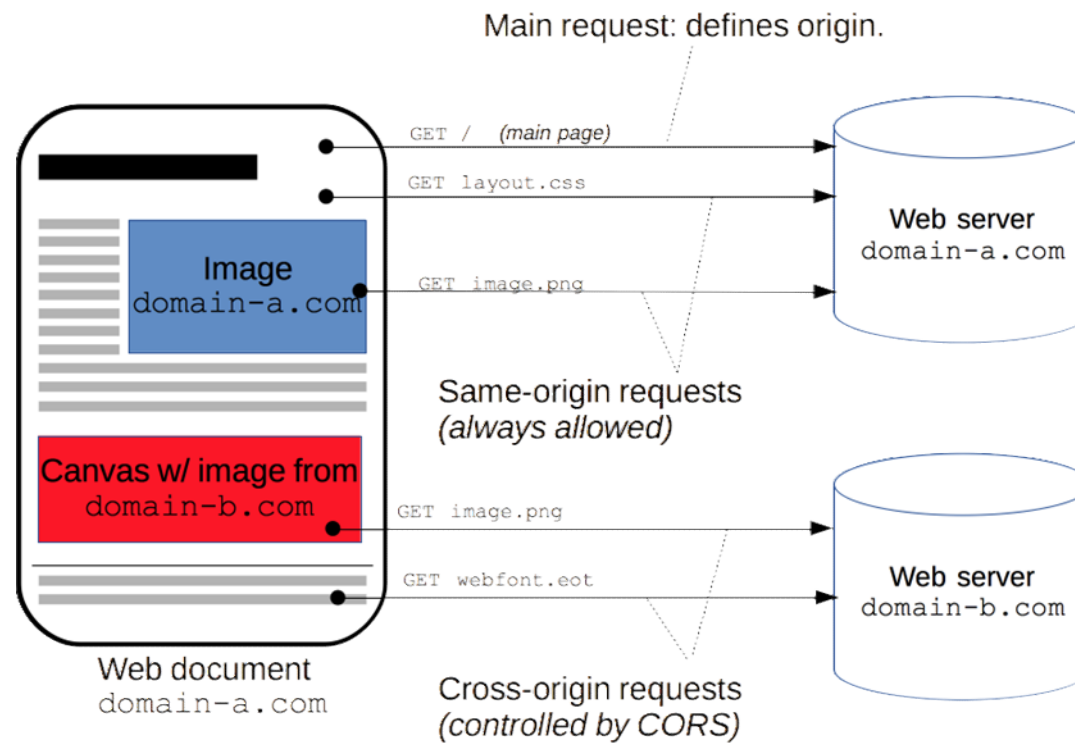 Main request: defines origin.
GET / (main page)
GET layout.css
Web server
domain-a.com
Image
domain-a.com
GET image.png
Same-origin requests
(always allowed)
Canvas w/ image from
domain-b.com
GET image.png
GET webfont.eot
Web server
domain-b.com
Web document
domain-a.com
Cross-origin requests
(controlled by CORS)